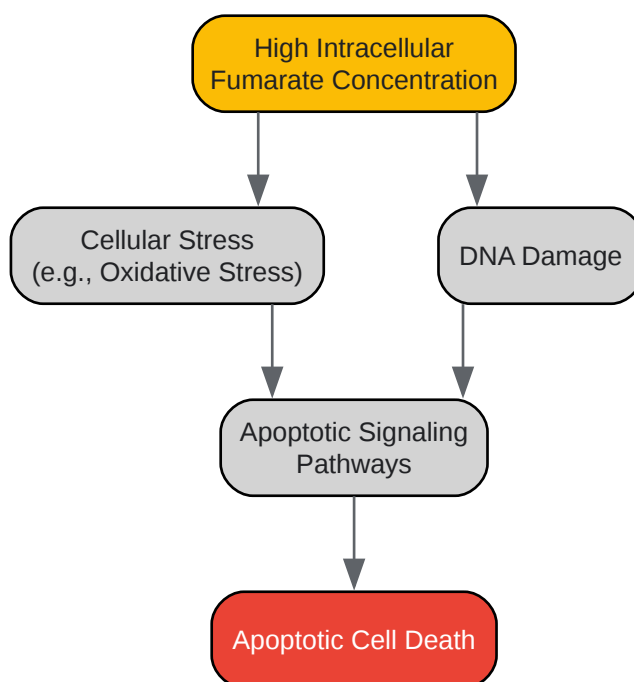 High Intracellular
Fumarate Concentration
Cellular Stress
(e.g., Oxidative Stress)
DNA Damage
Apoptotic Signaling
Pathways
Apoptotic Cell Death